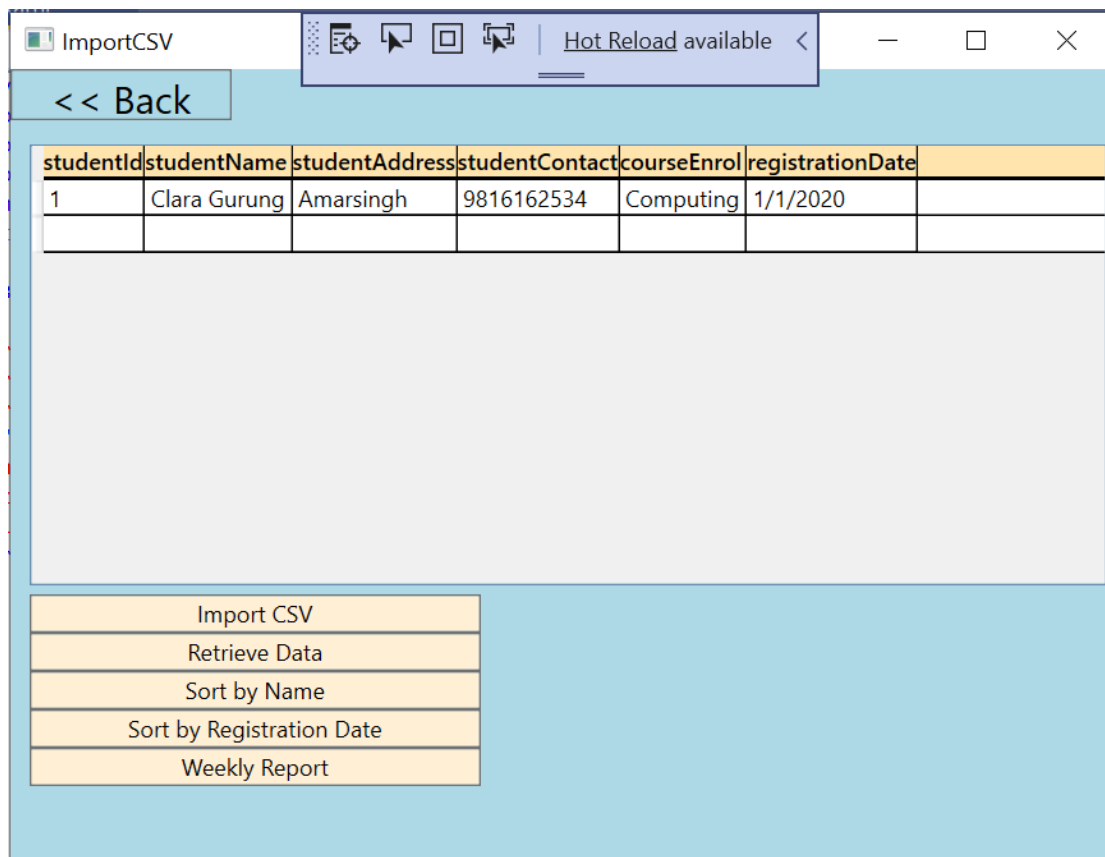 ImportCSV
Hot Reload available
<< Back
studentId studentName studentAddress studentContact courseEnrol registrationDate
1 Clara Gurung Amarsingh 9816162534 Computing 1/1/2020
Import CSV
Retrieve Data
Sort by Name
Sort by Registration Date
Weekly Report